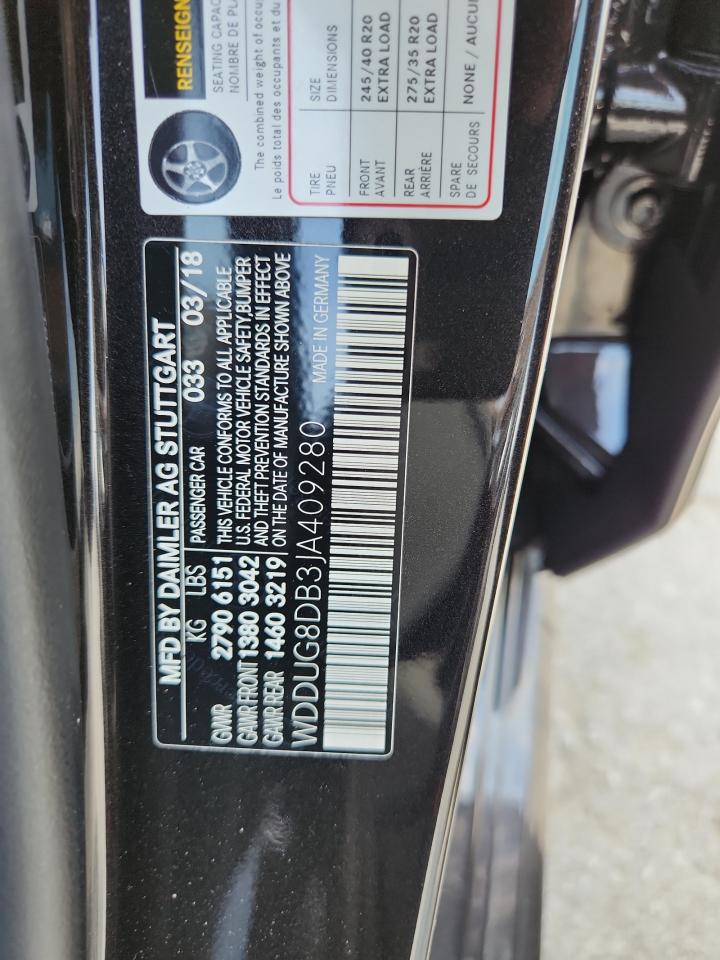 MFD BY DAIMLER AG STUTTGART
KG LBS PASSENGER CAR 033 03/18
GVWR 2790 6151 THIS VEHICLE CONFORMS TO ALL APPLICABLE
GAWR FRONT 1380 3042 U.S. FEDERAL MOTOR VEHICLE SAFETY,BUMPER
GAWR REAR 1460 3219 AND THEFT PREVENTION STANDARDS IN EFFECT
ON THE DATE OF MANUFACTURE SHOWN ABOVE
WDDUG8DB3JA409280 MADE IN GERMANY
RENSEIGN
SEATING CAPAC
NOMBRE DE PLA
The combined weight of occu
Le poids total des occupants et du
TIRE SIZE
PNEU DIMENSIONS
FRONT 245/40 R20
AVANT EXTRA LOAD
REAR 275/35 R20
ARRIÈRE EXTRA LOAD
SPARE NONE / AUCU
DE SECOURS